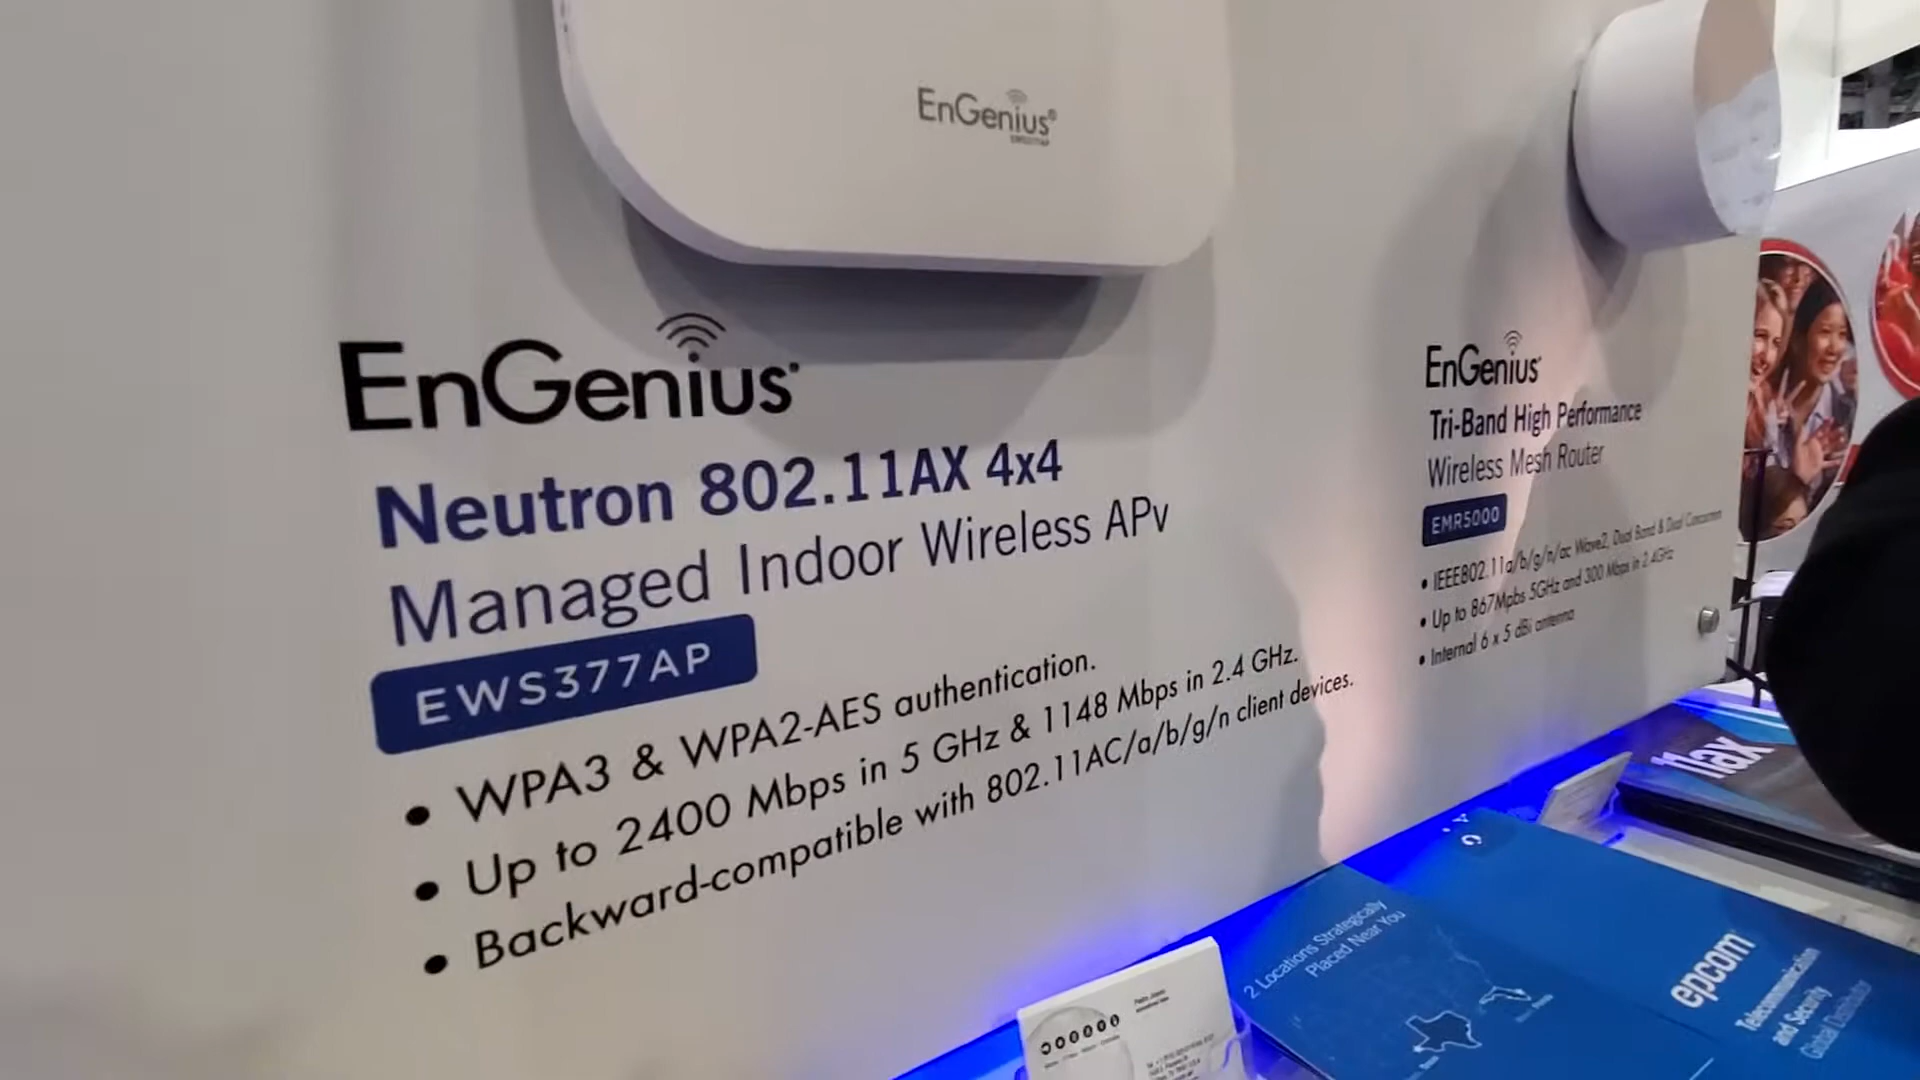 EnGenius®
EnGenius
Neutron 802.11AX 4x4
Managed Indoor Wireless APv
EWS377AP
• WPA3 & WPA2-AES authentication.
• Up to 2400 Mbps in 5 GHz & 1148 Mbps in 2.4 GHz.
• Backward-compatible with 802.11AC/a/b/g/n client devices.
EnGenius
Tri-Band High Performance
Wireless Mesh Router
EMR5000
• IEEE802.11a/b/g/n/ac Wave2, Dual Band & Dual
• Up to 867Mpbs 5GHz and 300 Mbps in 2.4GHz
• Internal 6 x 5 dBi antenna
2 Locations Strategically
Placed Near You
epcom
Telecommunication
and Security
Global Distributor